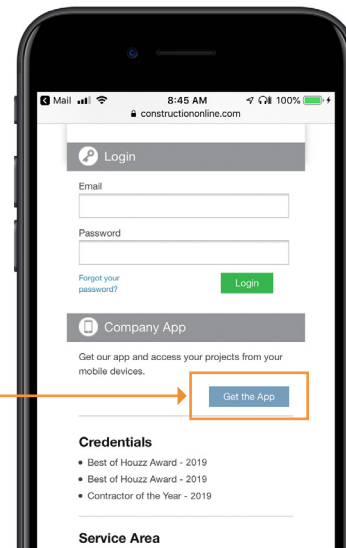 Mail 8:45 AM 100%
constructiononline.com
Login
Email
Password
Forgot your
password?
Login
Company App
Get our app and access your projects from your
mobile devices.
Get the App
Credentials
• Best of Houzz Award - 2019
• Best of Houzz Award - 2019
• Contractor of the Year - 2019
Service Area